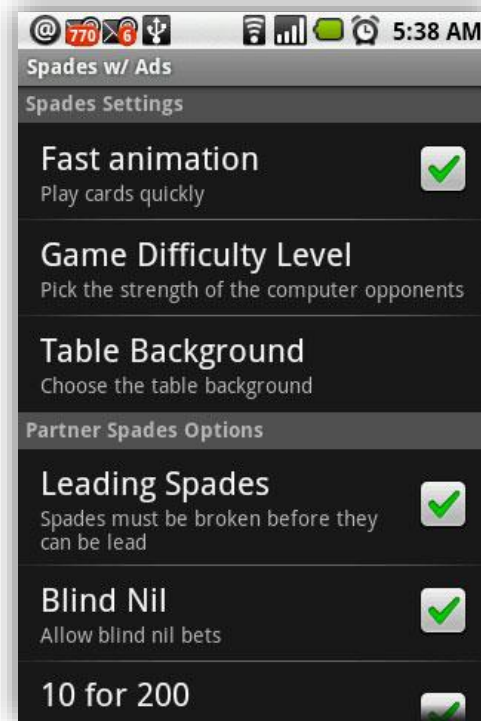 @ 770 6 5:38 AM
Spades w/ Ads
Spades Settings
Fast animation
Play cards quickly
Game Difficulty Level
Pick the strength of the computer opponents
Table Background
Choose the table background
Partner Spades Options
Leading Spades
Spades must be broken before they
can be lead
Blind Nil
Allow blind nil bets
10 for 200